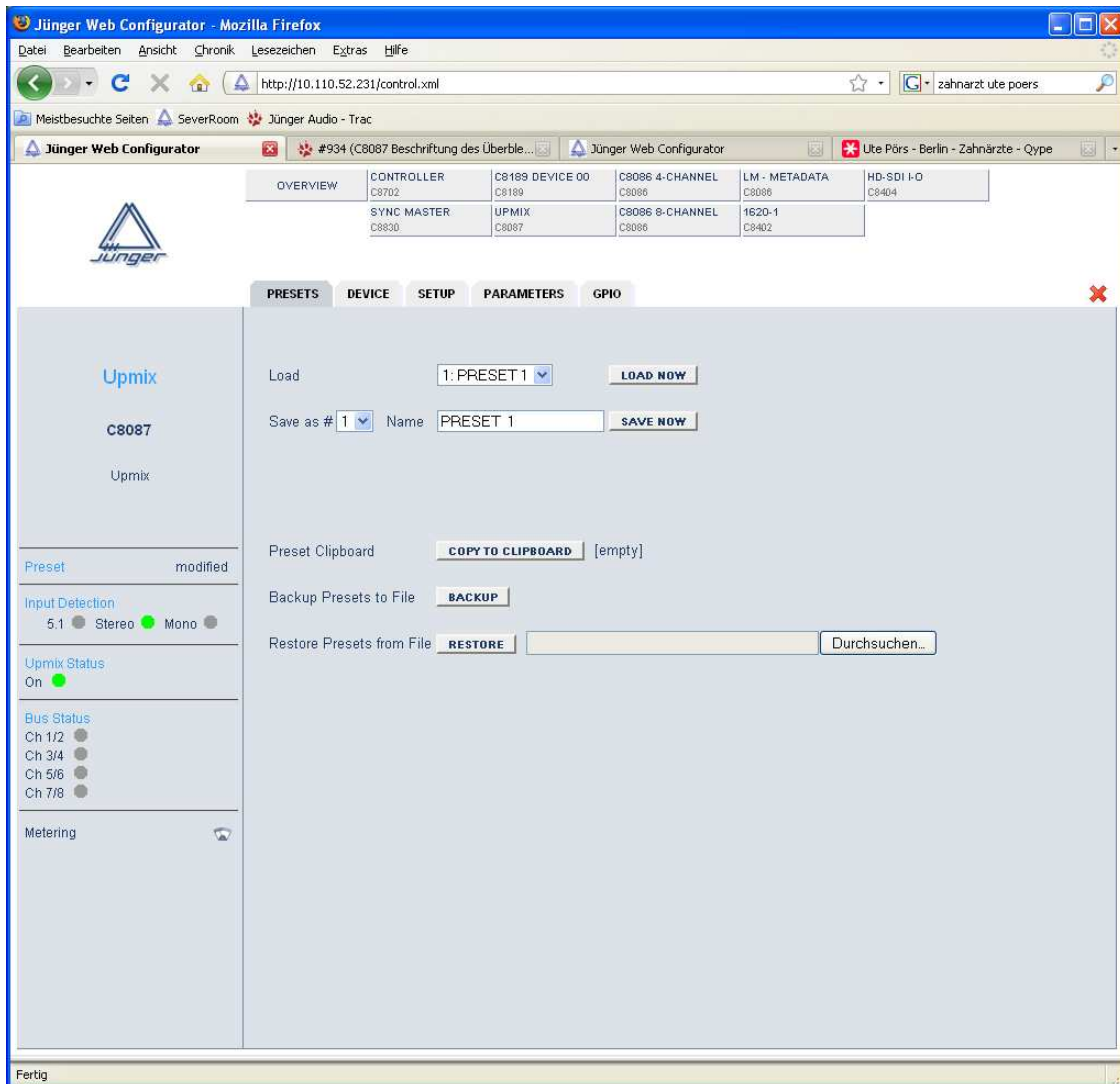 Jünger Web Configurator - Mozilla Firefox
Datei Bearbeiten Ansicht Chronik Lesezeichen Extras Hilfe
http://10.110.52.231/control.xml
G zahnarzt ute poers
Meistbesuchte Seiten SeverRoom Jünger Audio - Trac
Jünger Web Configurator #934 (C8087 Beschriftung des Überble... Jünger Web Configurator Ute Pörs - Berlin - Zahnärzte - Qype
OVERVIEW CONTROLLER C8189 DEVICE 00 C8086 4-CHANNEL LM - METADATA HD-SDI I-O
C8702 C8189 C8086 C8086 C8404
SYNC MASTER UPMIX C8086 8-CHANNEL 1620-1
C8830 C8087 C8086 C8402
Jünger
PRESETS DEVICE SETUP PARAMETERS GPIO
Upmix
C8087
Upmix
Preset modified
Input Detection
5.1 Stereo Mono
Upmix Status
On
Bus Status
Ch 1/2
Ch 3/4
Ch 5/6
Ch 7/8
Metering
Load 1: PRESET 1 LOAD NOW
Save as # 1 Name PRESET 1 SAVE NOW
Preset Clipboard COPY TO CLIPBOARD [empty]
Backup Presets to File BACKUP
Restore Presets from File RESTORE Durchsuchen...
Fertig